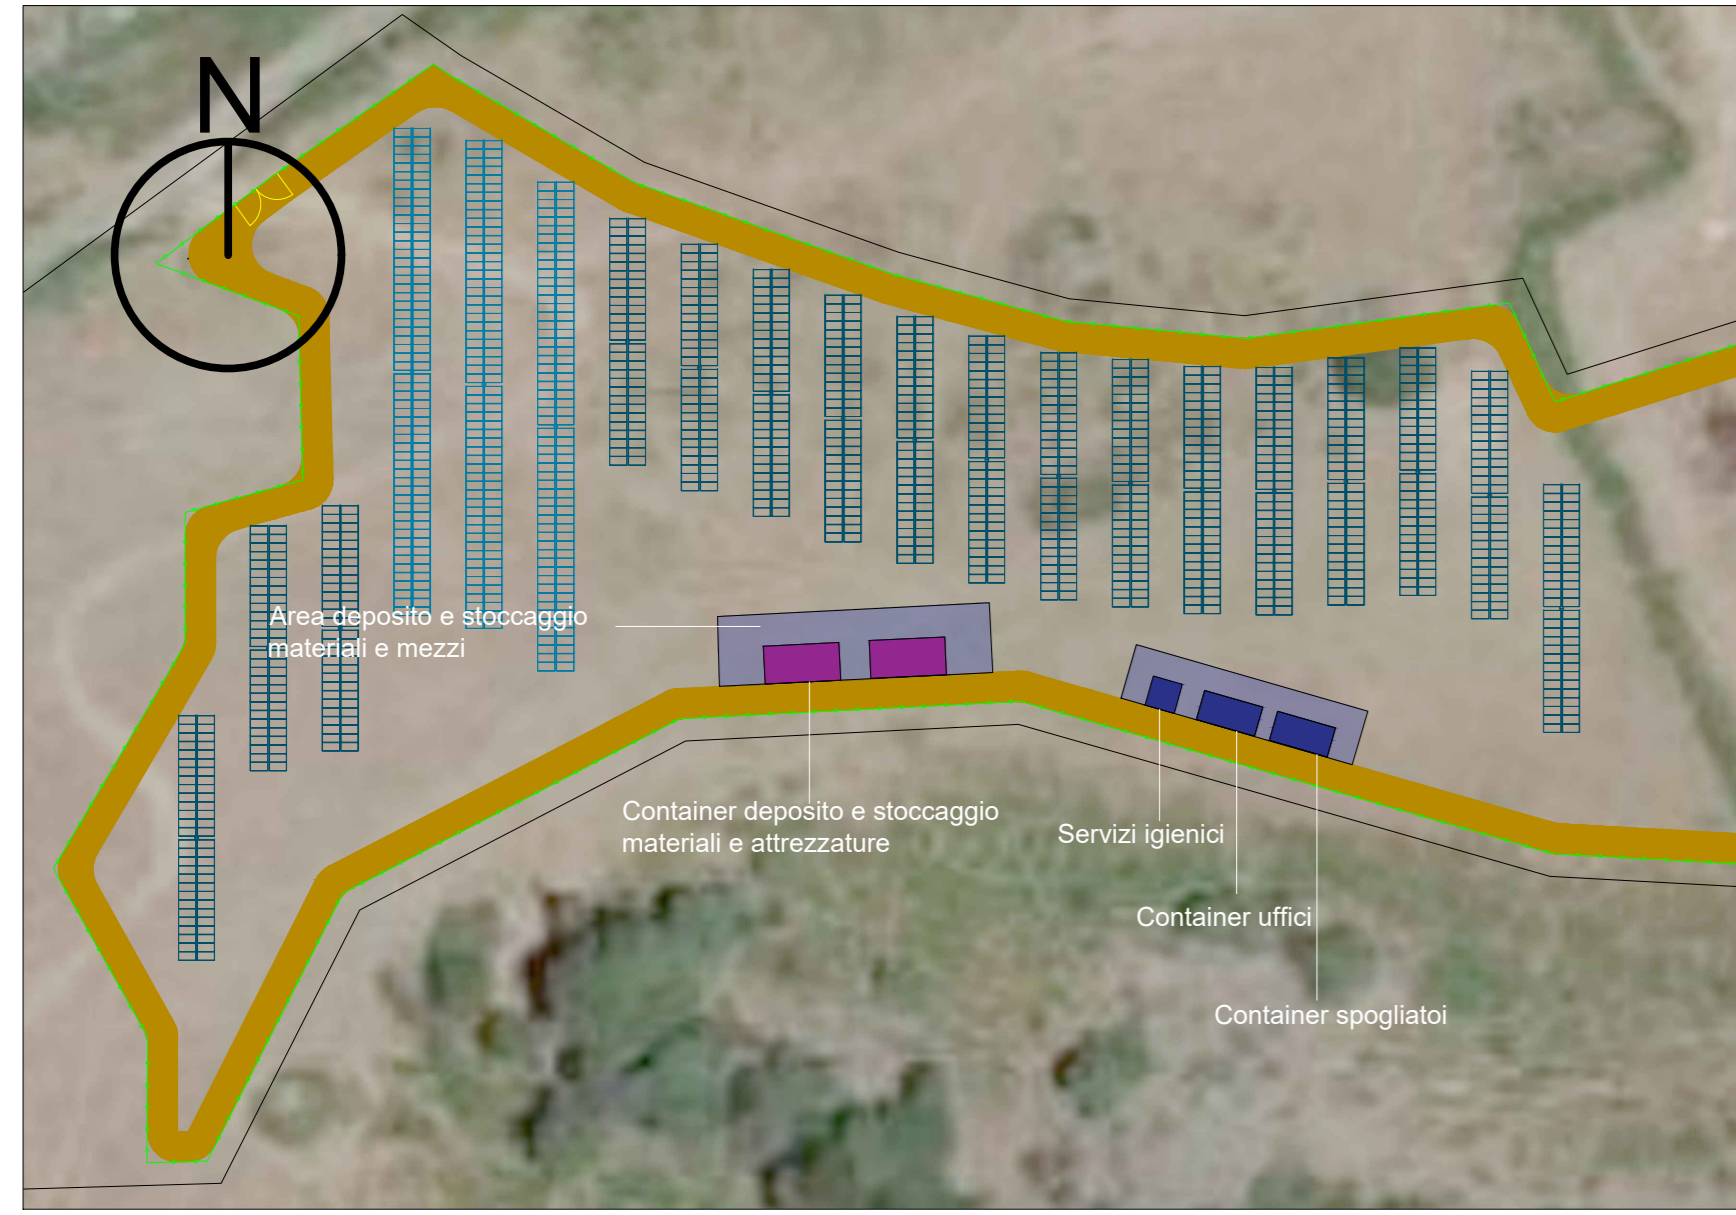 N
Area deposito e stoccaggio
materiali e mezzi
Container deposito e stoccaggio
materiali e attrezzature
Servizi igienici
Container uffici
Container spogliatoi